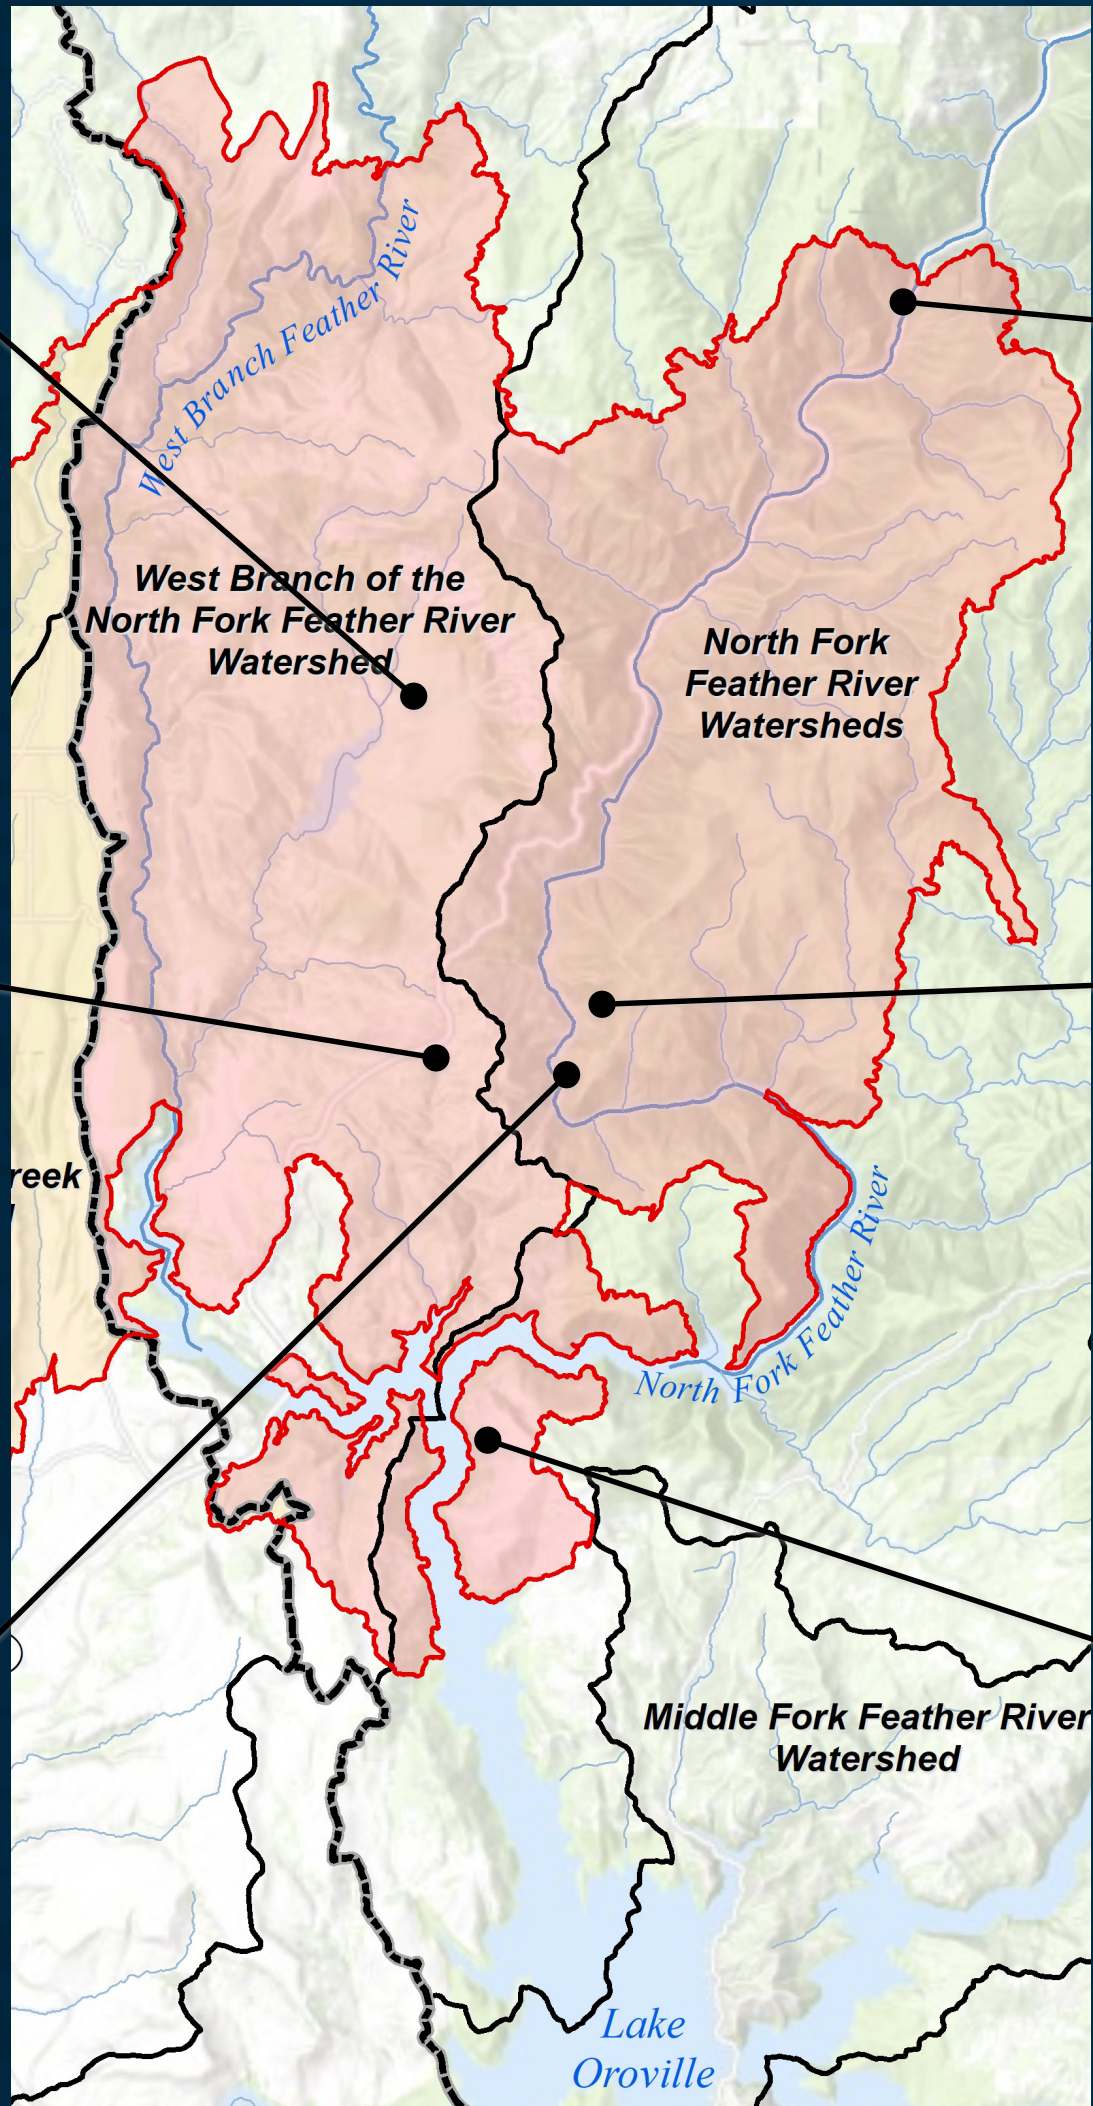 West Branch Feather River
West Branch of the
North Fork Feather River
Watershed
North Fork
Feather River
Watersheds
reek
North Fork Feather River
Middle Fork Feather River
Watershed
Lake
Oroville